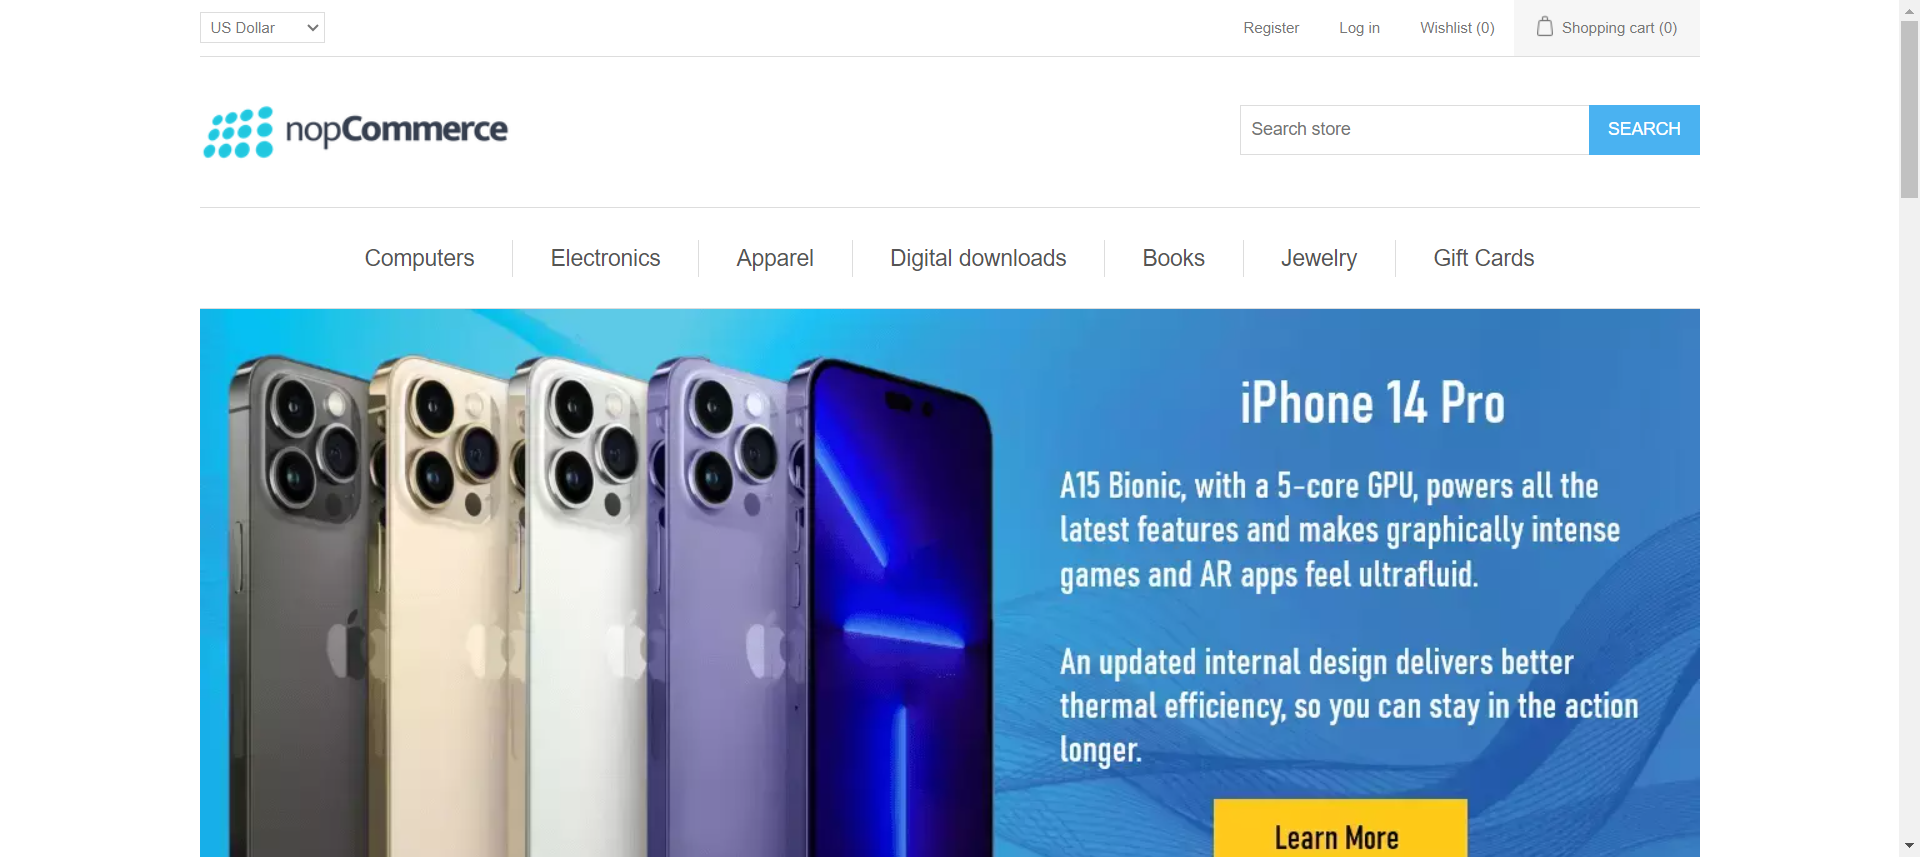 US Dollar
Register
Log in
Wishlist (0)
Shopping cart (0)
nopCommerce
Search store
SEARCH
Computers
Electronics
Apparel
Digital downloads
Books
Jewelry
Gift Cards
iPhone 14 Pro
A15 Bionic, with a 5-core GPU, powers all the
latest features and makes graphically intense
games and AR apps feel ultrafluid.
An updated internal design delivers better
thermal efficiency, so you can stay in the action
longer.
Learn More